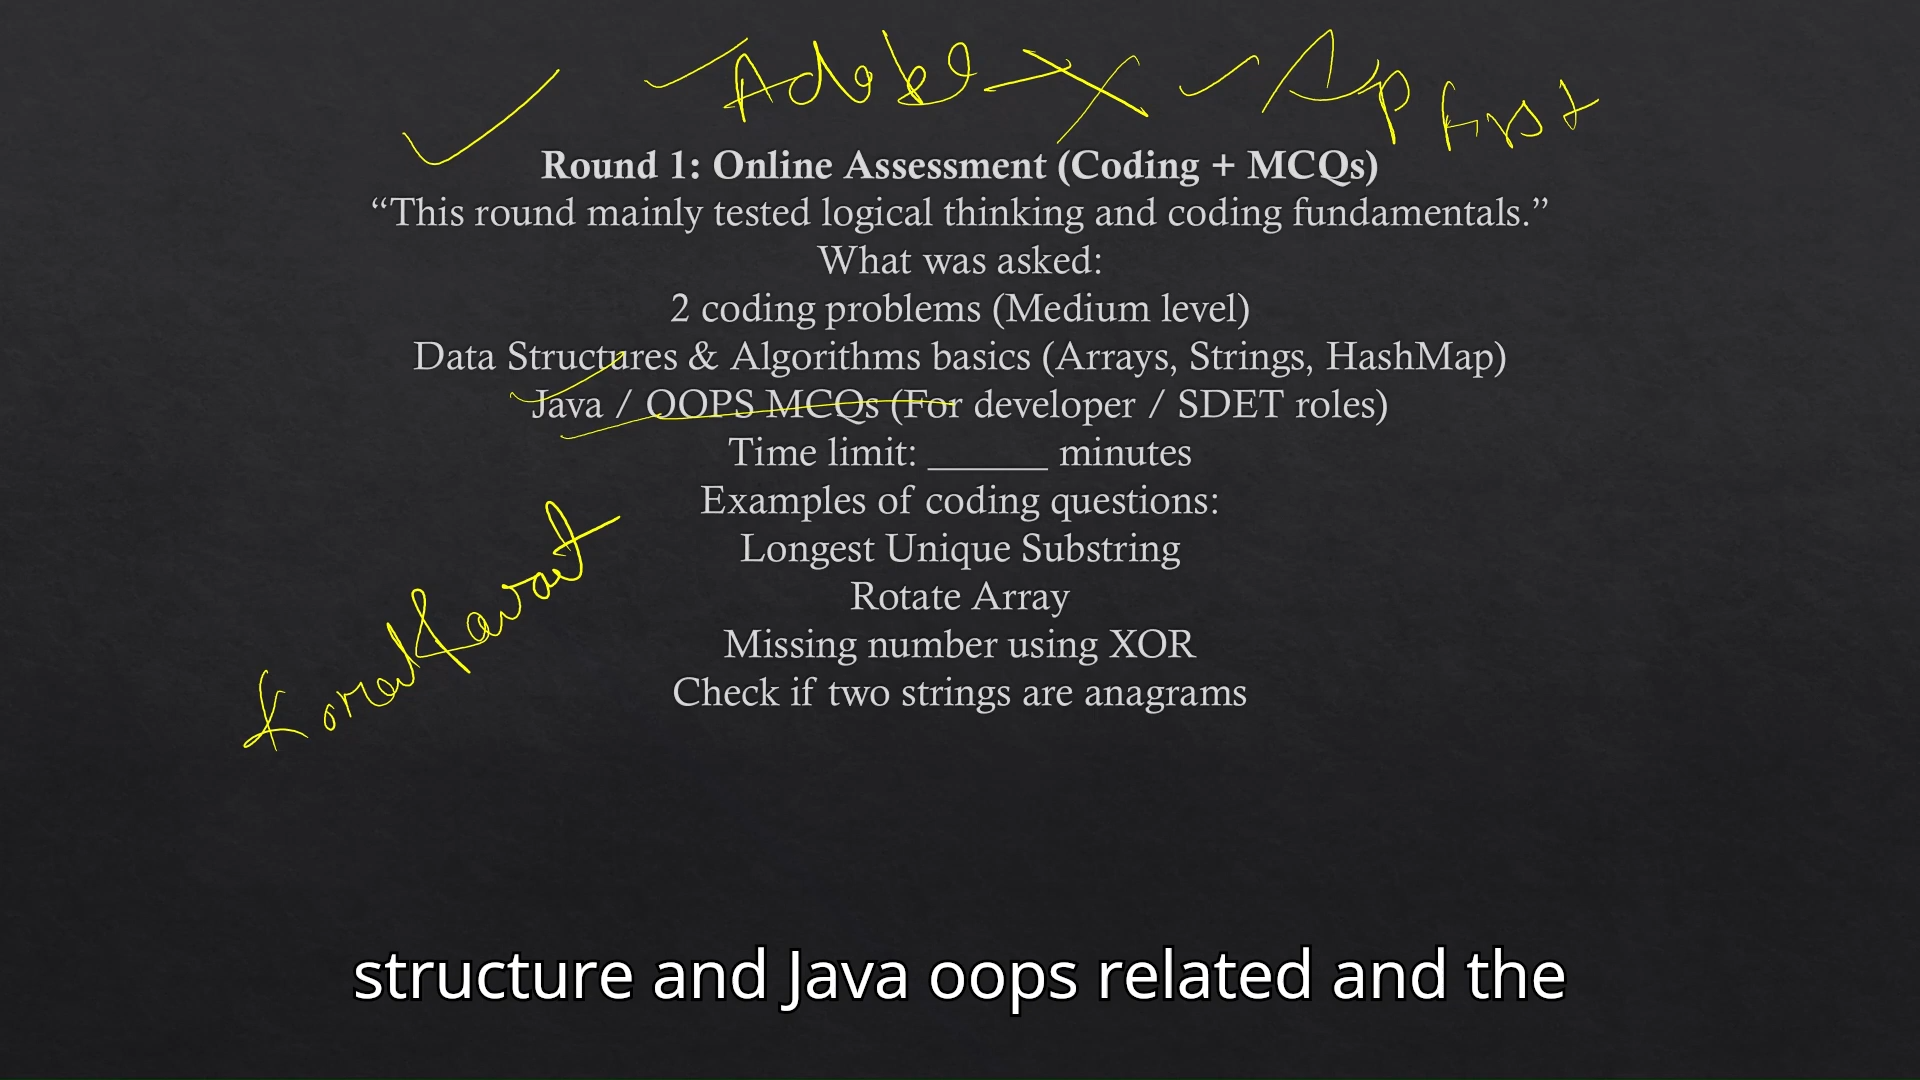 Adobe
App
first
Round 1: Online Assessment (Coding + MCQs)
“This round mainly tested logical thinking and coding fundamentals.”
What was asked:
2 coding problems (Medium level)
Data Structures & Algorithms basics (Arrays, Strings, HashMap)
Java / OOPS MCQs (For developer / SDET roles)
Time limit: ______ minutes
Examples of coding questions:
Longest Unique Substring
Rotate Array
Missing number using XOR
Check if two strings are anagrams
structure and Java oops related and the